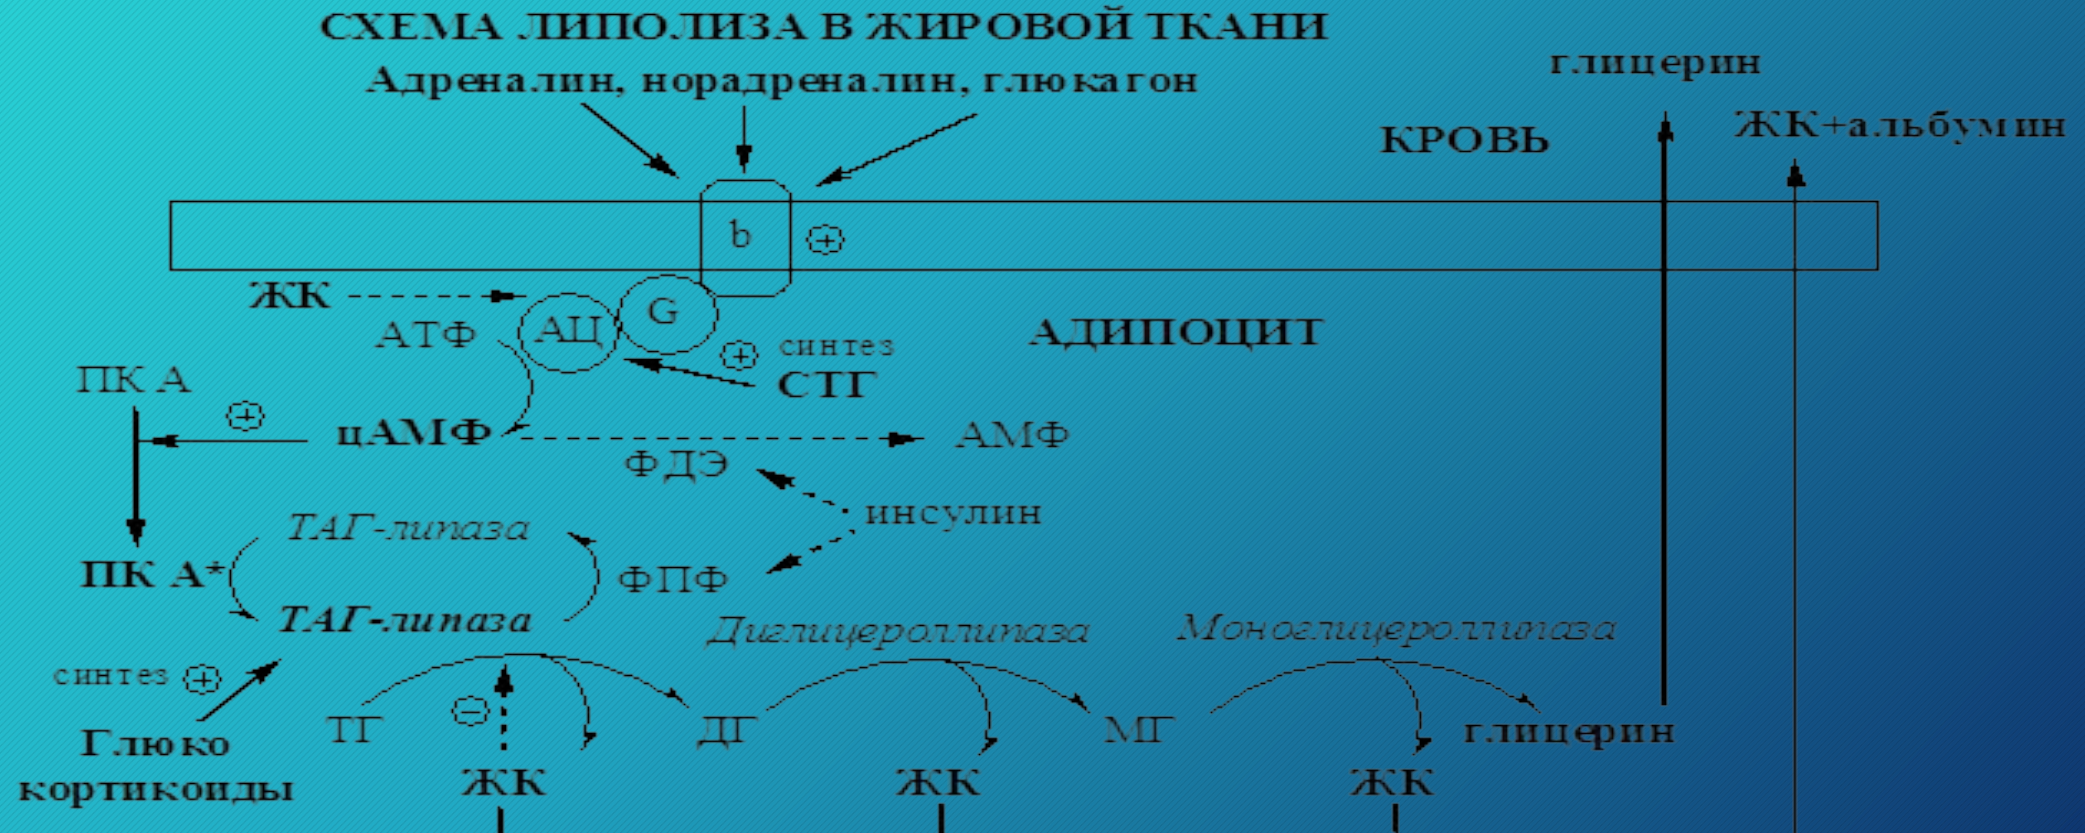 СХЕМА ЛИПОЛИЗА В ЖИРОВОЙ ТКАНИ
Адреналин, норадреналин, глюкагон
глицерин
КРОВЬ
ЖК+альбумин
b
+
ЖК
АТФ
АЦ
G
АДИПОЦИТ
+ синтез
СТГ
ПК А
+
цАМФ
АМФ
ФДЭ
инсулин
ТАГ-липаза
ПК А*
ФПФ
ТАГ-липаза
Диглицероллипаза
Моноглицероллипаза
синтез +
Глюко
кортикоиды
ТГ
−
ДГ
МГ
глицерин
ЖК
ЖК
ЖК